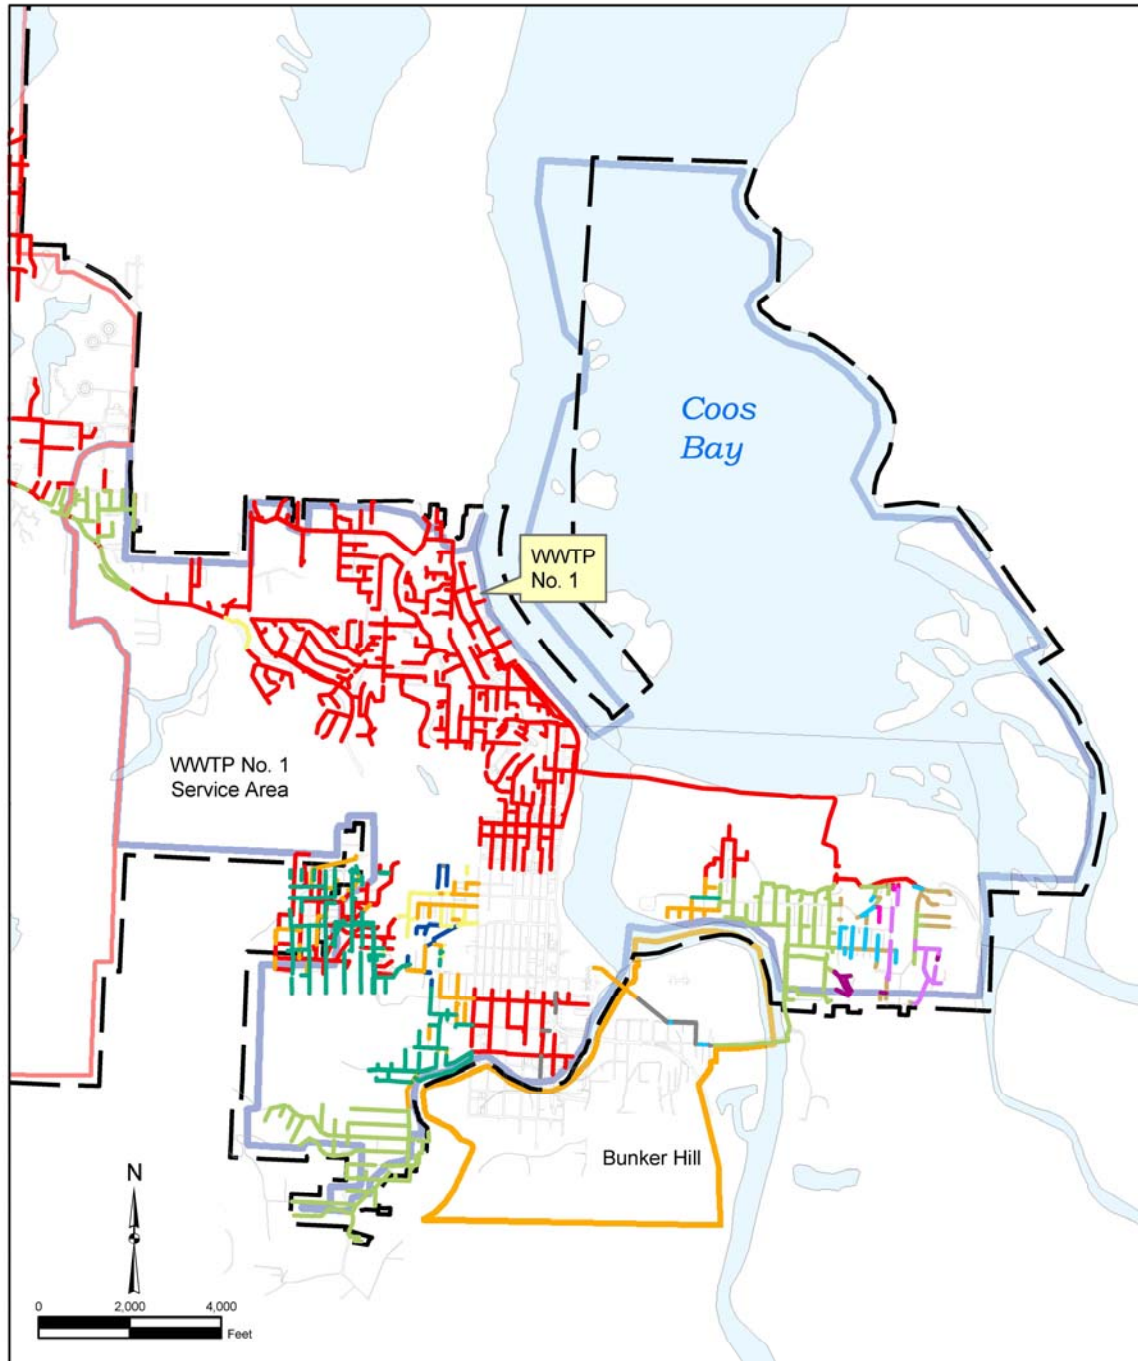 Coos
Bay
WWTP
No. 1
WWTP No. 1
Service Area
Bunker Hill
N
0 2,000 4,000
Feet